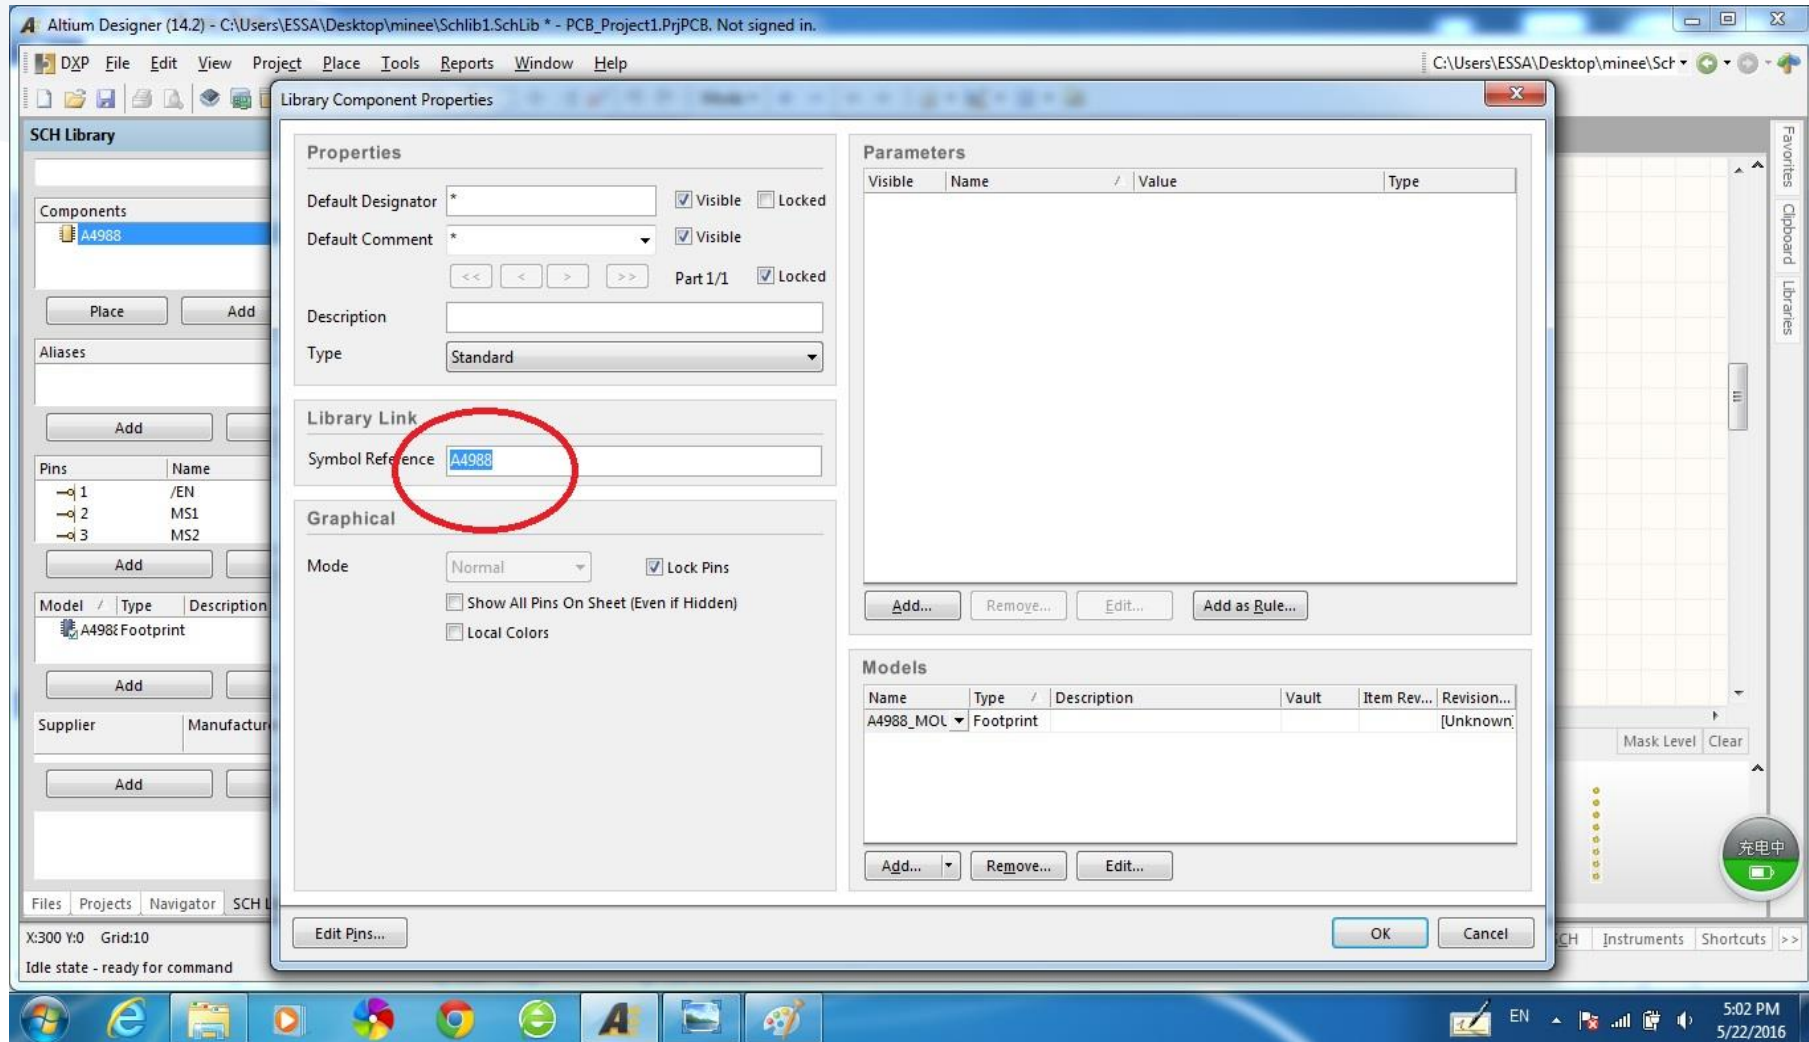 Altium Designer (14.2) - C:\Users\ESSA\Desktop\minee\Schlib1.SchLib * - PCB_Project1.PrjPCB. Not signed in.
DXP File Edit View Project Place Tools Reports Window Help
C:\Users\ESSA\Desktop\minee\Sch
Library Component Properties
SCH Library
Components
A4988
Place Add
Aliases
Add
Pins Name
1 /EN
2 MS1
3 MS2
Add
Model Type Description
A4988 Footprint
Add
Supplier Manufactur
Add
Files Projects Navigator SCH L
X:300 Y:0 Grid:10
Idle state - ready for command
Properties
Default Designator * Visible Locked
Default Comment * Visible
<< < > >> Part 1/1 Locked
Description
Type Standard
Library Link
Symbol Reference A4988
Graphical
Mode Normal Lock Pins
Show All Pins On Sheet (Even if Hidden)
Local Colors
Parameters
Visible Name Value Type
Add... Remove... Edit... Add as Rule...
Models
Name Type Description Vault Item Rev... Revision...
A4988_MOU Footprint [Unknown]
Add... Remove... Edit...
Edit Pins... OK Cancel
Favorites
Clipboard
Libraries
Mask Level Clear
充电中
Instruments Shortcuts >>
EN
5:02 PM
5/22/2016